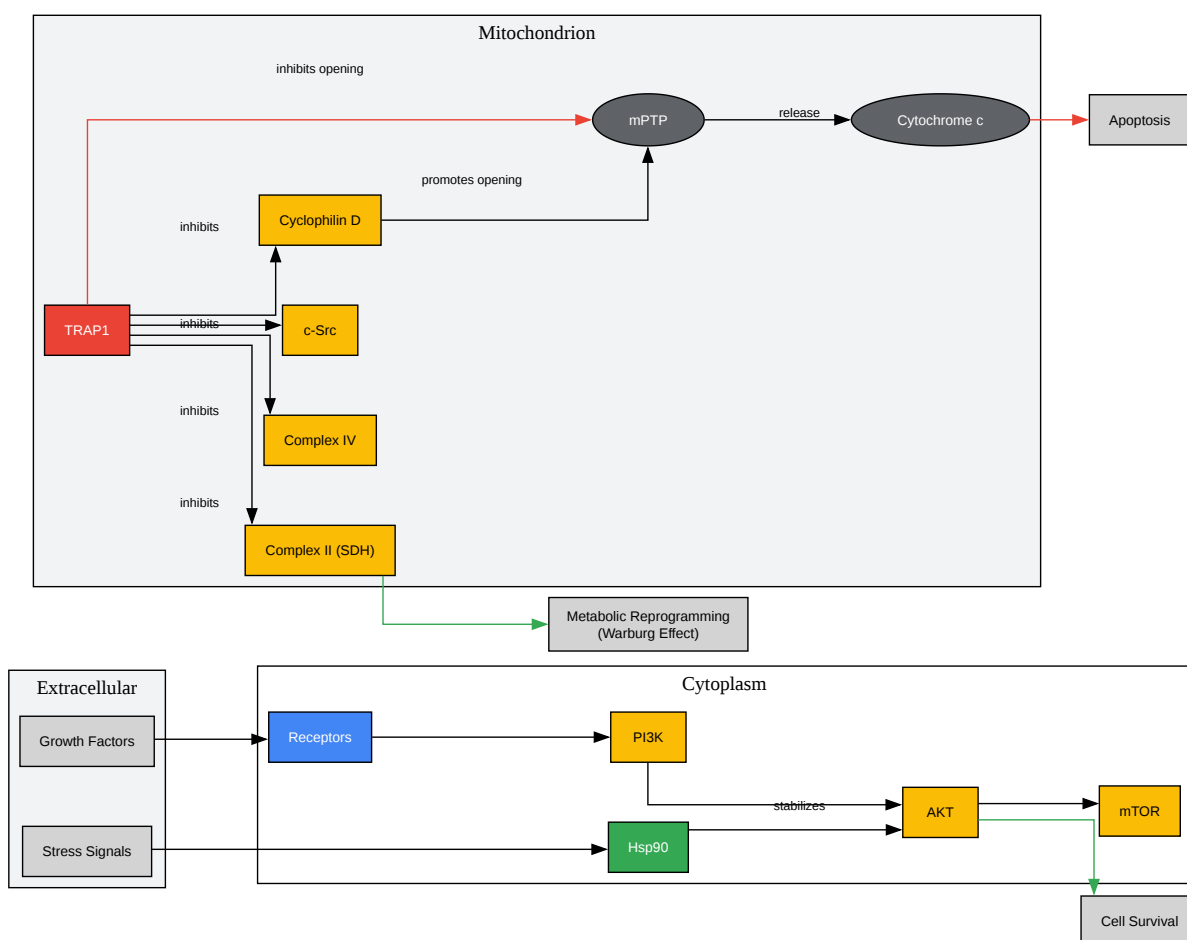 Mitochondrion
inhibits opening
mPTP
release
Cytochrome c
Apoptosis
promotes opening
Cyclophilin D
inhibits
TRAP1
inhibits
c-Src
inhibits
Complex IV
inhibits
Complex II (SDH)
Metabolic Reprogramming
(Warburg Effect)
Extracellular
Cytoplasm
Growth Factors
Receptors
PI3K
stabilizes
AKT
mTOR
Stress Signals
Hsp90
Cell Survival